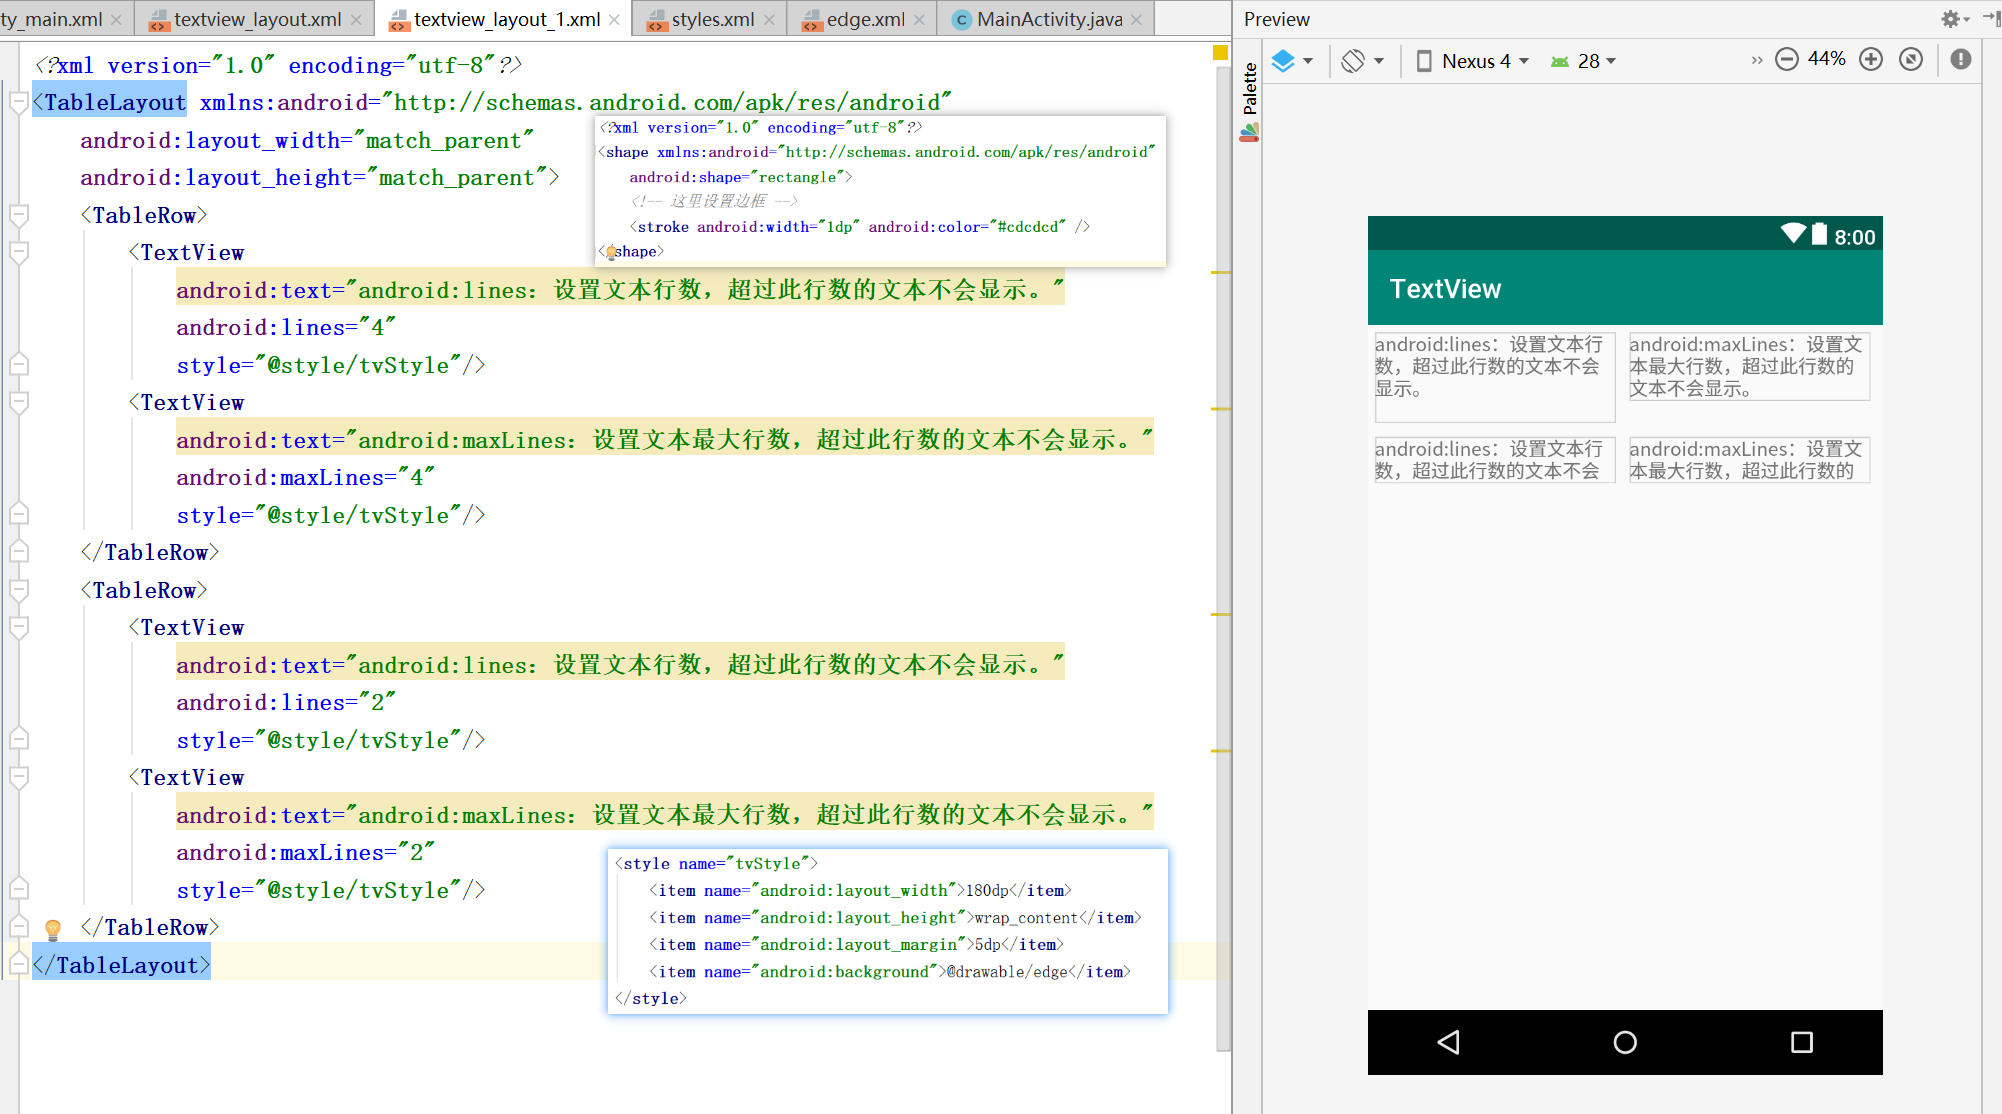 ty_main.xml
textview_layout.xml
textview_layout_1.xml
styles.xml
edge.xml
MainActivity.java
<?xml version="1.0" encoding="utf-8"?>
<TableLayout xmlns:android="http://schemas.android.com/apk/res/android"
android:layout_width="match_parent"
android:layout_height="match_parent">
<TableRow>
<TextView
android:text="android:lines：设置文本行数，超过此行数的文本不会显示。"
android:lines="4"
style="@style/tvStyle"/>
<TextView
android:text="android:maxLines：设置文本最大行数，超过此行数的文本不会显示。"
android:maxLines="4"
style="@style/tvStyle"/>
</TableRow>
<TableRow>
<TextView
android:text="android:lines：设置文本行数，超过此行数的文本不会显示。"
android:lines="2"
style="@style/tvStyle"/>
<TextView
android:text="android:maxLines：设置文本最大行数，超过此行数的文本不会显示。"
android:maxLines="2"
style="@style/tvStyle"/>
</TableRow>
</TableLayout>
<?xml version="1.0" encoding="utf-8"?>
<shape xmlns:android="http://schemas.android.com/apk/res/android"
android:shape="rectangle">
<!-- 这里设置边框 -->
<stroke android:width="1dp" android:color="#cdcdcd" />
</shape>
<style name="tvStyle">
<item name="android:layout_width">180dp</item>
<item name="android:layout_height">wrap_content</item>
<item name="android:layout_margin">5dp</item>
<item name="android:background">@drawable/edge</item>
</style>
Preview
Palette
Nexus 4
28
44%
8:00
TextView
android:lines：设置文本行
数，超过此行数的文本不会
显示。
android:maxLines：设置文
本最大行数，超过此行数的
文本不会显示。
android:lines：设置文本行
数，超过此行数的文本不会
android:maxLines：设置文
本最大行数，超过此行数的